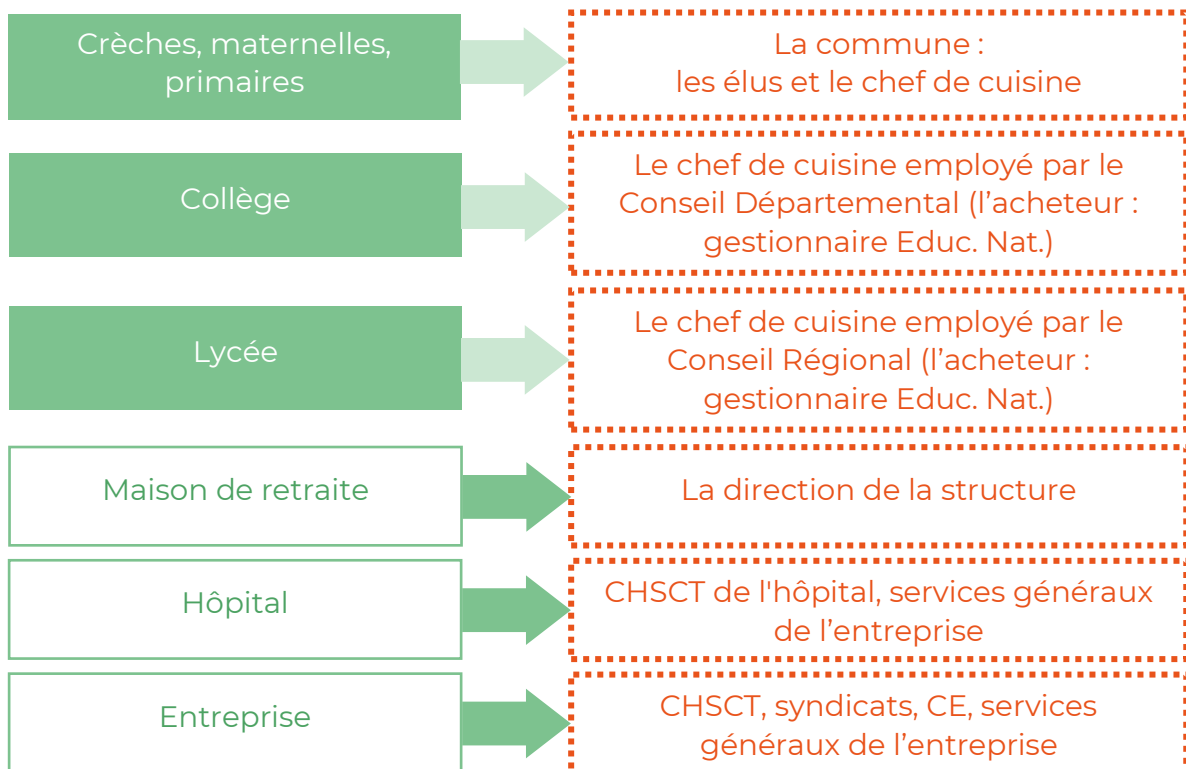 Crèches, maternelles,
primaires
La commune :
les élus et le chef de cuisine
Collège
Le chef de cuisine employé par le
Conseil Départemental (l’acheteur :
gestionnaire Educ. Nat.)
Lycée
Le chef de cuisine employé par le
Conseil Régional (l’acheteur :
gestionnaire Educ. Nat.)
Maison de retraite
La direction de la structure
Hôpital
CHSCT de l'hôpital, services généraux
de l’entreprise
Entreprise
CHSCT, syndicats, CE, services
généraux de l’entreprise